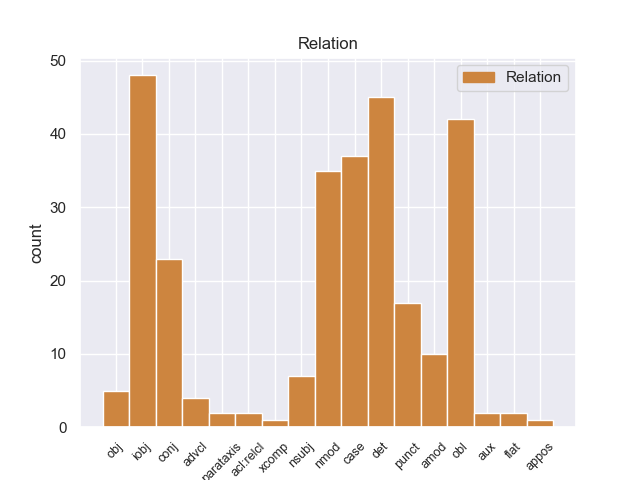 Relation
Relation
count
50
40
30
20
10
0
obj
iobj
conj
advcl
parataxis
acl:relcl
xcomp
nsubj
nmod
case
det
punct
amod
obl
aux
flat
appos